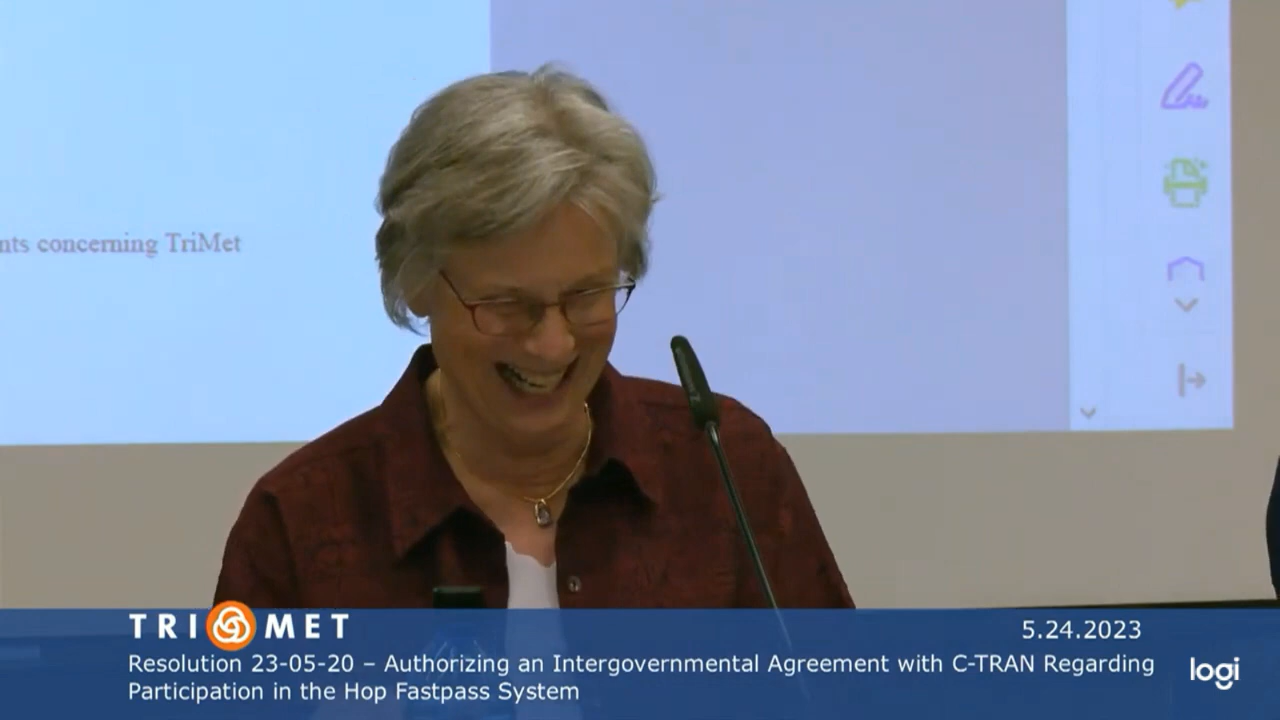 nts concerning TriMet
TRI MET
5.24.2023
Resolution 23-05-20 – Authorizing an Intergovernmental Agreement with C-TRAN Regarding
Participation in the Hop Fastpass System
logi